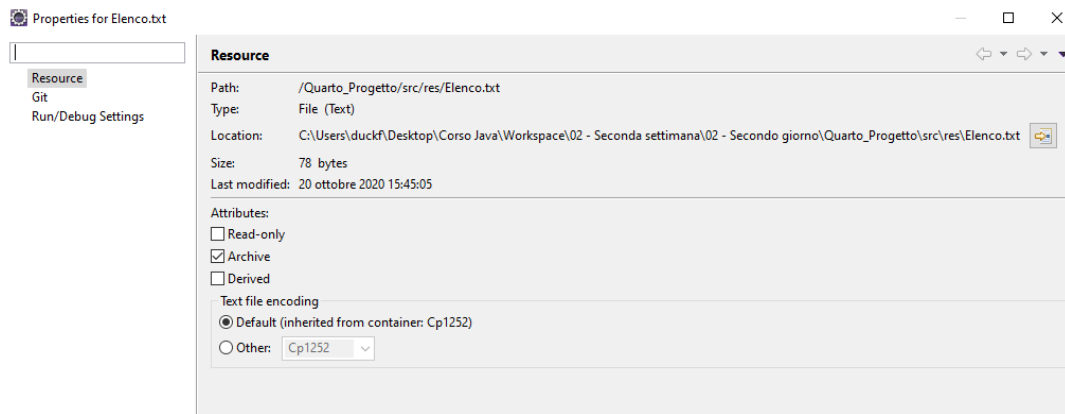 Properties for Elenco.txt
Resource
Git
Run/Debug Settings
Resource
Path: /Quarto_Progetto/src/res/Elenco.txt
Type: File (Text)
Location: C:\Users\duckf\Desktop\Corso Java\Workspace\02 - Seconda settimana\02 - Secondo giorno\Quarto_Progetto\src\res\Elenco.txt
Size: 78 bytes
Last modified: 20 ottobre 2020 15:45:05
Attributes:
Read-only
Archive
Derived
Text file encoding
Default (inherited from container: Cp1252)
Other: Cp1252